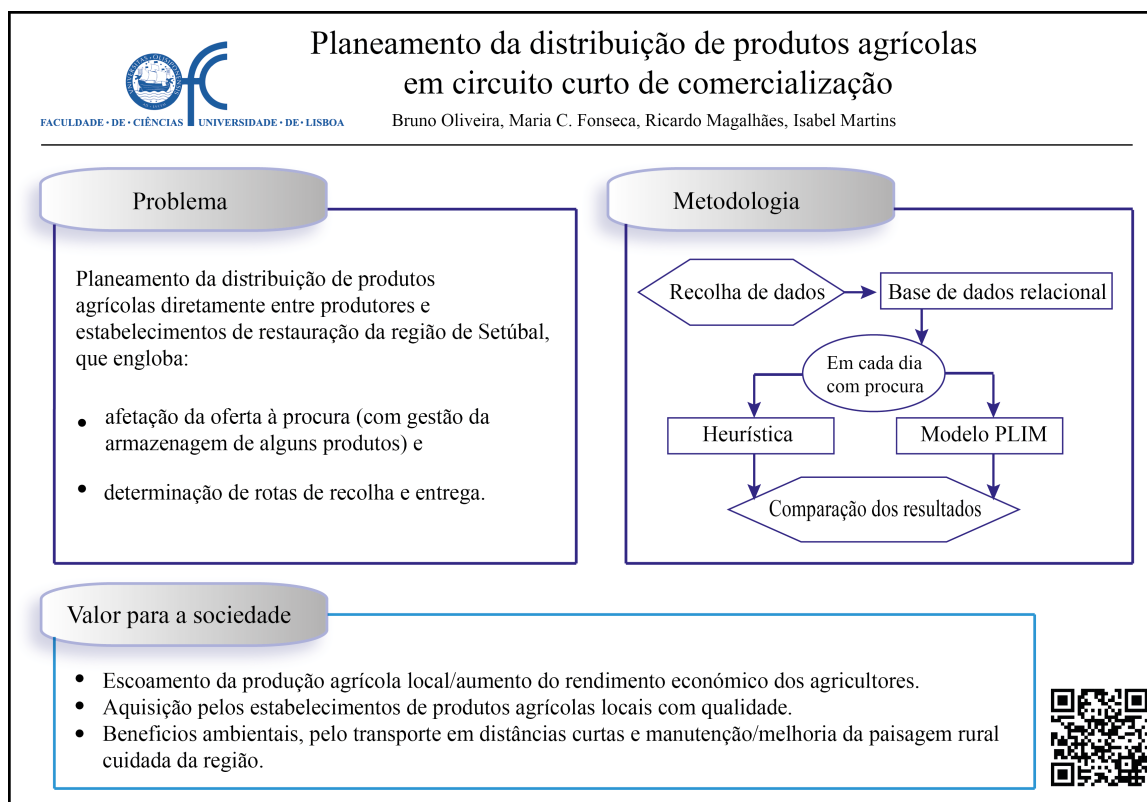 Planeamento da distribuição de produtos agrícolas
em circuito curto de comercialização
Bruno Oliveira, Maria C. Fonseca, Ricardo Magalhães, Isabel Martins
FACULDADE · DE · CIÊNCIAS UNIVERSIDADE · DE · LISBOA
Problema
Planeamento da distribuição de produtos
agrícolas diretamente entre produtores e
estabelecimentos de restauração da região de Setúbal,
que engloba:
• afetação da oferta à procura (com gestão da
armazenagem de alguns produtos) e
• determinação de rotas de recolha e entrega.
Metodologia
Recolha de dados
Base de dados relacional
Em cada dia
com procura
Heurística
Modelo PLIM
Comparação dos resultados
Valor para a sociedade
• Escoamento da produção agrícola local/aumento do rendimento económico dos agricultores.
• Aquisição pelos estabelecimentos de produtos agrícolas locais com qualidade.
• Beneficios ambientais, pelo transporte em distâncias curtas e manutenção/melhoria da paisagem rural
cuidada da região.